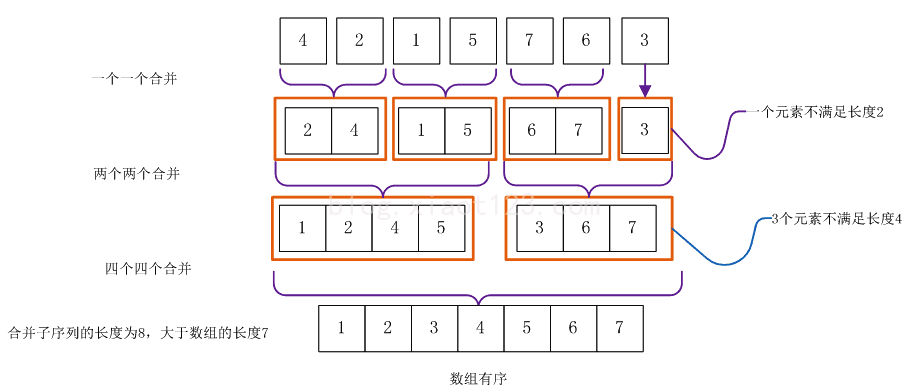 4 2 1 5 7 6 3
一个一个合并
2 4 1 5 6 7 3
一个元素不满足长度2
两个两个合并
1 2 4 5 3 6 7
3个元素不满足长度4
四个四个合并
合并子序列的长度为8，大于数组的长度7
1 2 3 4 5 6 7
数组有序